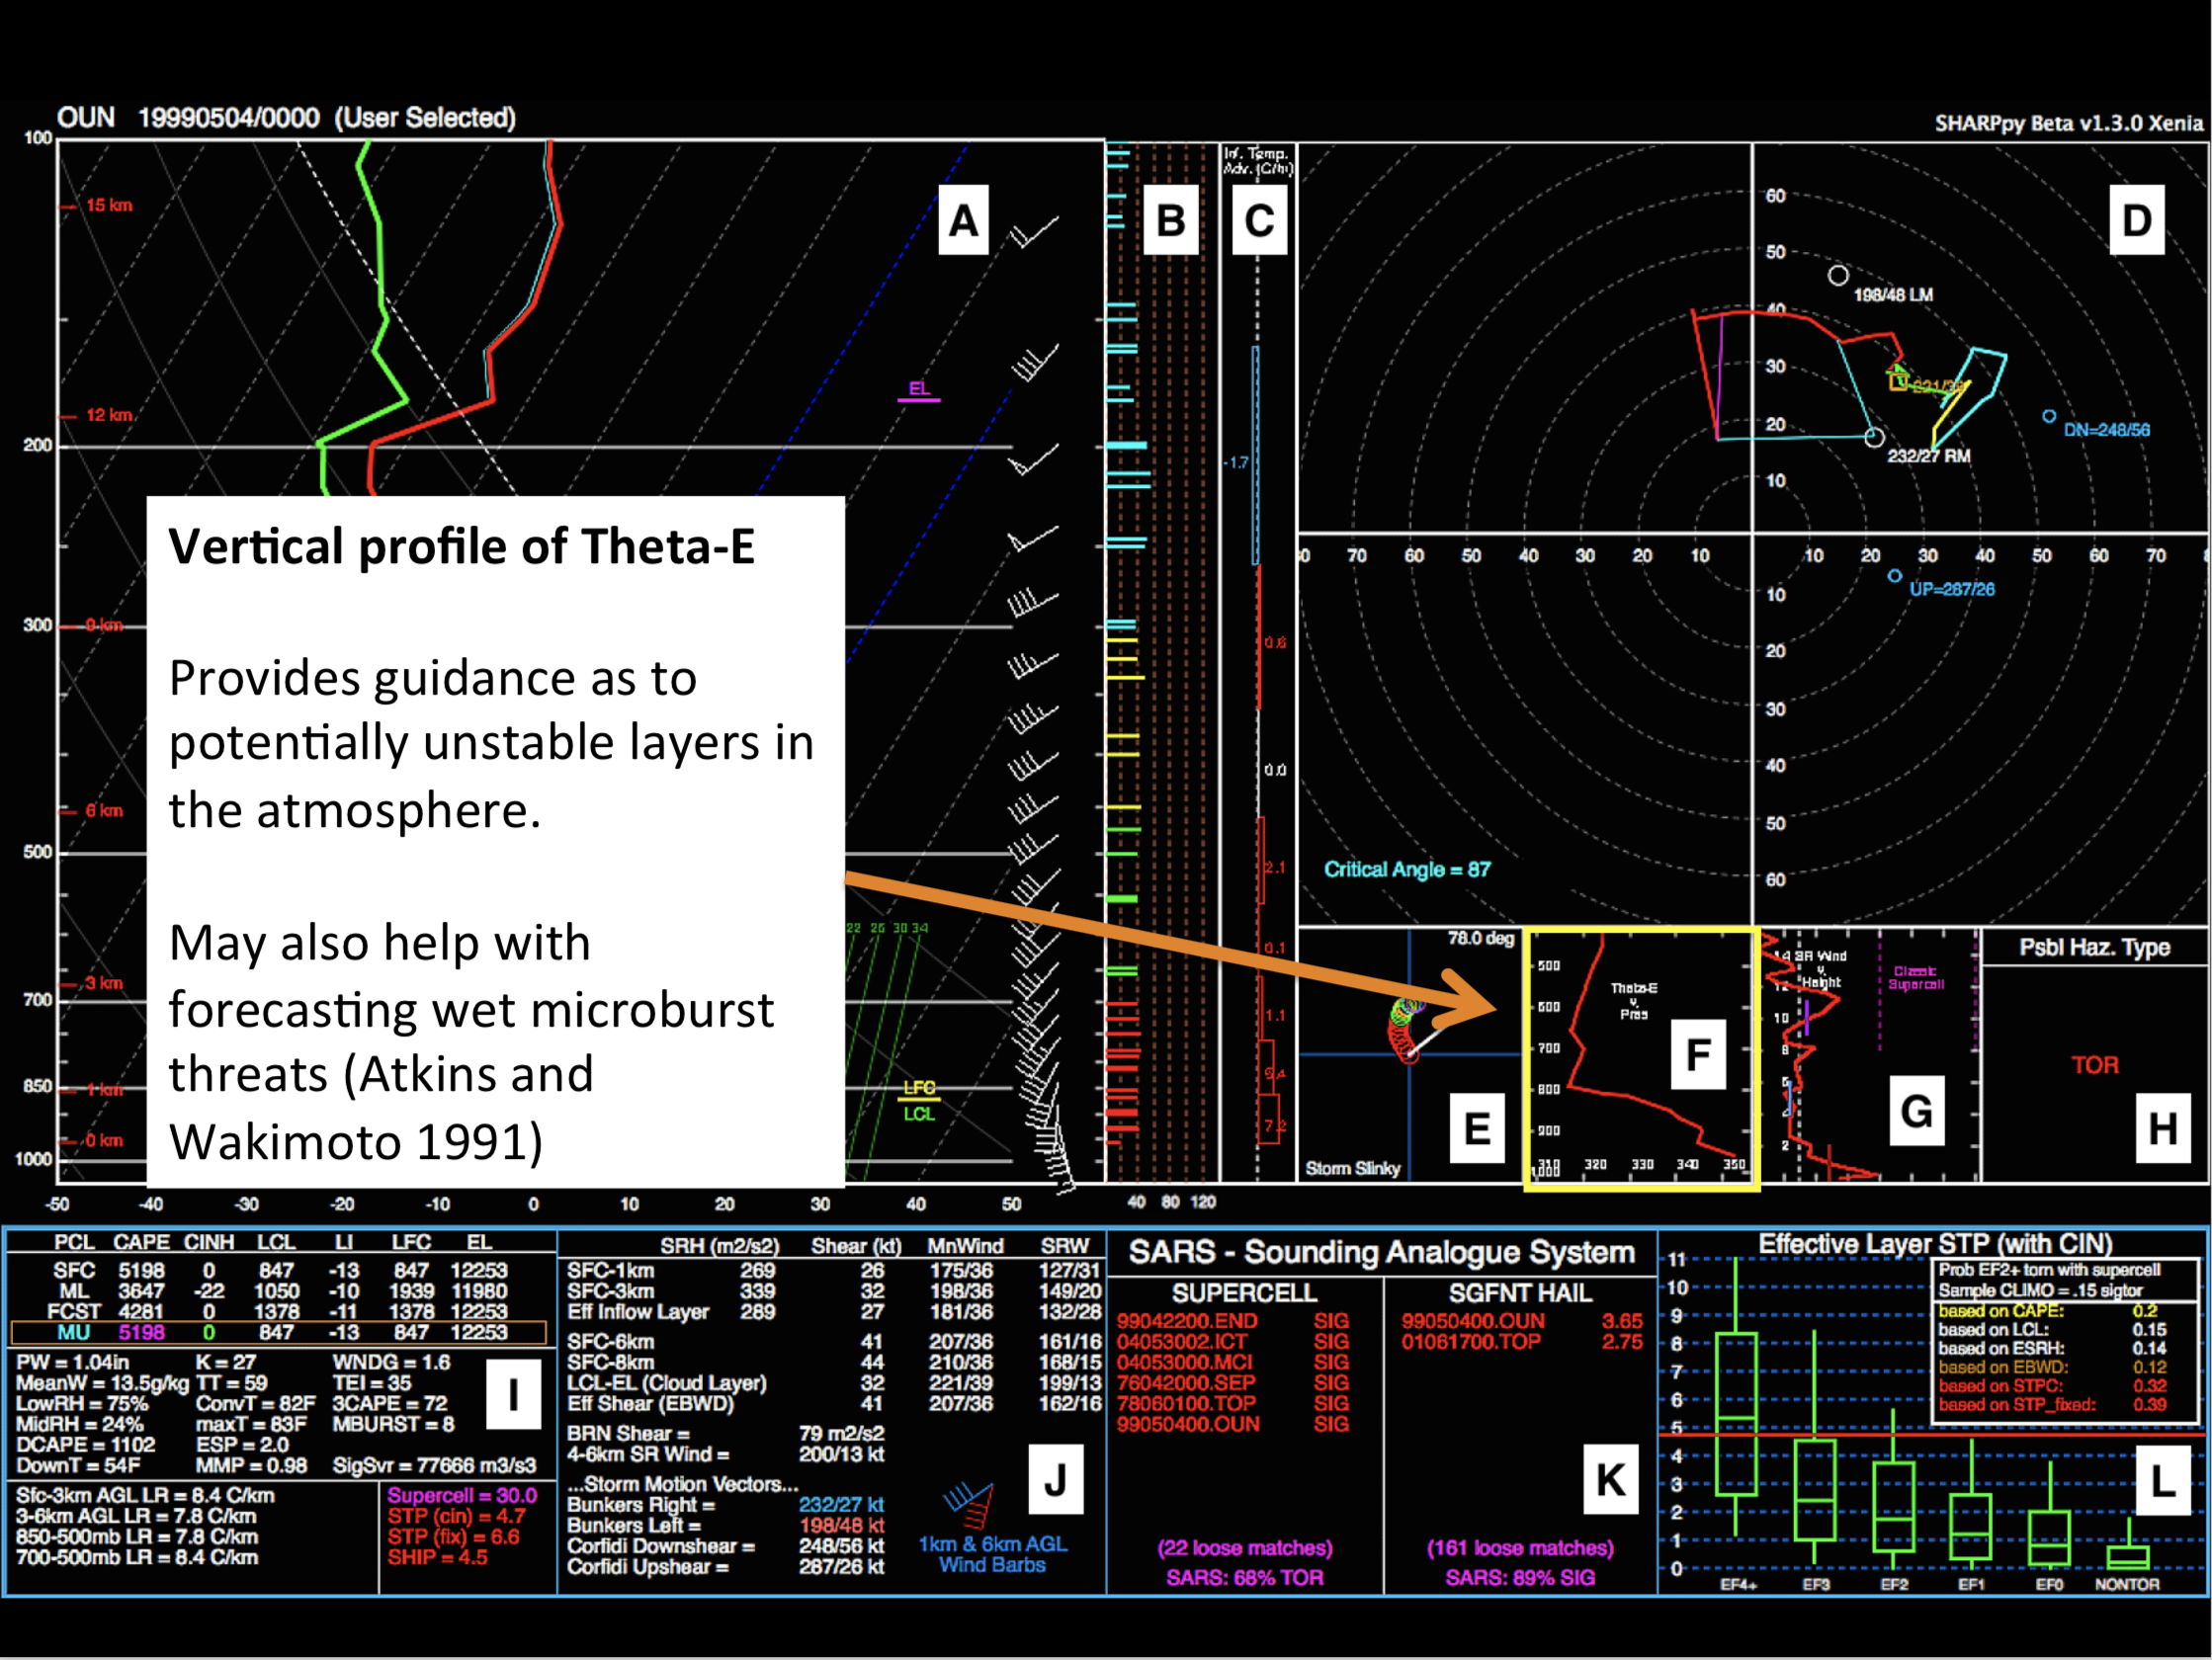 OUN 19990504/0000 (User Selected)
SHARPpy Beta v1.3.0 Xenia
100
200
300
500
700
850
1000
15 km
12 km
9 km
6 km
3 km
1 km
0 km
-50 -40 -30 -20 -10 0 10 20 30 40 50
A
EL
22 26 30 34
LFC
LCL
Vertical profile of Theta-E
Provides guidance as to
potentially unstable layers in
the atmosphere.
May also help with
forecasting wet microburst
threats (Atkins and
Wakimoto 1991)
B
40 80 120
Inf. Temp.
Adv. (C/hr)
C
-1.7
0.6
0.0
2.1
0.1
1.1
5.4
7.2
D
60
50
40
30
20
10
70 60 50 40 30 20 10
10 20 30 40 50 60 70
10
20
30
40
50
60
198/48 LM
232/27 RM
DN=248/56
UP=287/26
Critical Angle = 87
78.0 deg
E
Storm Slinky
500
600
700
800
900
Theta-E
v.
Pres
F
310 320 330 340 350
14
12
10
8
6
4
2
SR Wind
v.
Height
Classic
Supercell
G
Psbl Haz. Type
TOR
H
PCL CAPE CINH LCL LI LFC EL
SFC 5198 0 847 -13 847 12253
ML 3647 -22 1050 -10 1939 11980
FCST 4281 0 1378 -11 1378 12253
MU 5198 0 847 -13 847 12253
PW = 1.04in K = 27 WNDG = 1.6
MeanW = 13.5g/kg TT = 59 TEI = 35
LowRH = 75% ConvT = 82F 3CAPE = 72
MidRH = 24% maxT = 83F MBURST = 8
DCAPE = 1102 ESP = 2.0
DownT = 54F MMP = 0.98 SigSvr = 77666 m3/s3
I
Sfc-3km AGL LR = 8.4 C/km
3-6km AGL LR = 7.8 C/km
850-500mb LR = 7.8 C/km
700-500mb LR = 8.4 C/km
Supercell = 30.0
STP (cin) = 4.7
STP (fix) = 6.6
SHIP = 4.5
SRH (m2/s2) Shear (kt) MnWind SRW
SFC-1km 269 26 175/36 127/31
SFC-3km 339 32 198/36 149/20
Eff Inflow Layer 269 27 181/36 132/28
SFC-6km 41 207/36 161/16
SFC-8km 44 210/36 168/15
LCL-EL (Cloud Layer) 32 221/39 199/13
Eff Shear (EBWD) 41 207/36 162/16
BRN Shear = 79 m2/s2
4-6km SR Wind = 200/13 kt
...Storm Motion Vectors...
Bunkers Right = 232/27 kt
Bunkers Left = 198/48 kt
Corfidi Downshear = 248/56 kt
Corfidi Upshear = 287/26 kt
J
1km & 6km AGL
Wind Barbs
SARS - Sounding Analogue System
SUPERCELL
99042200.END SIG
04053002.ICT SIG
04053000.MCI SIG
76042000.SEP SIG
78060100.TOP SIG
99050400.OUN SIG
(22 loose matches)
SARS: 68% TOR
SGFNT HAIL
99050400.OUN 3.65
01061700.TOP 2.75
K
(161 loose matches)
SARS: 89% SIG
Effective Layer STP (with CIN)
11
10
9
8
7
6
5
4
3
2
1
0
Prob EF2+ torn with supercell
Sample CLIMO = .15 sigtor
based on CAPE: 0.2
based on LCL: 0.15
based on ESRH: 0.14
based on EBWD: 0.12
based on STPC: 0.32
based on STP_fixed: 0.39
L
EF4+ EF3 EF2 EF1 EF0 NONTOR